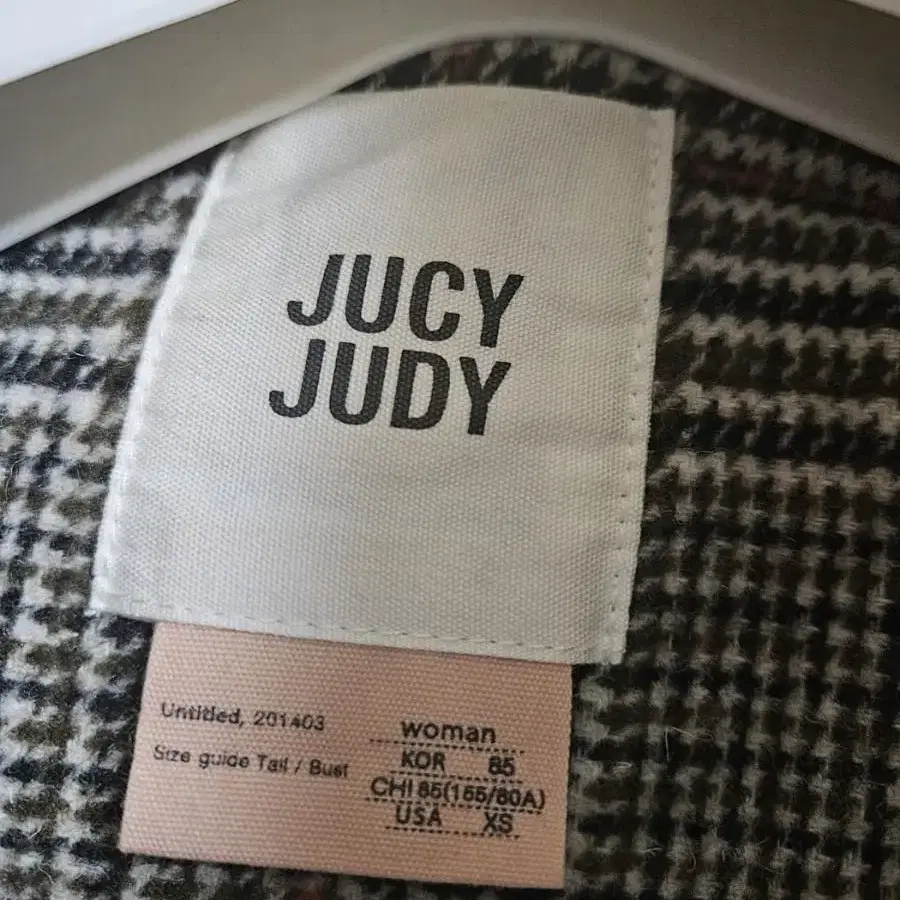 JUCY
JUDY
Untitled, 201403
Size guide Tall / Bust
woman
KOR 85
CHI 85(155/80A)
USA XS